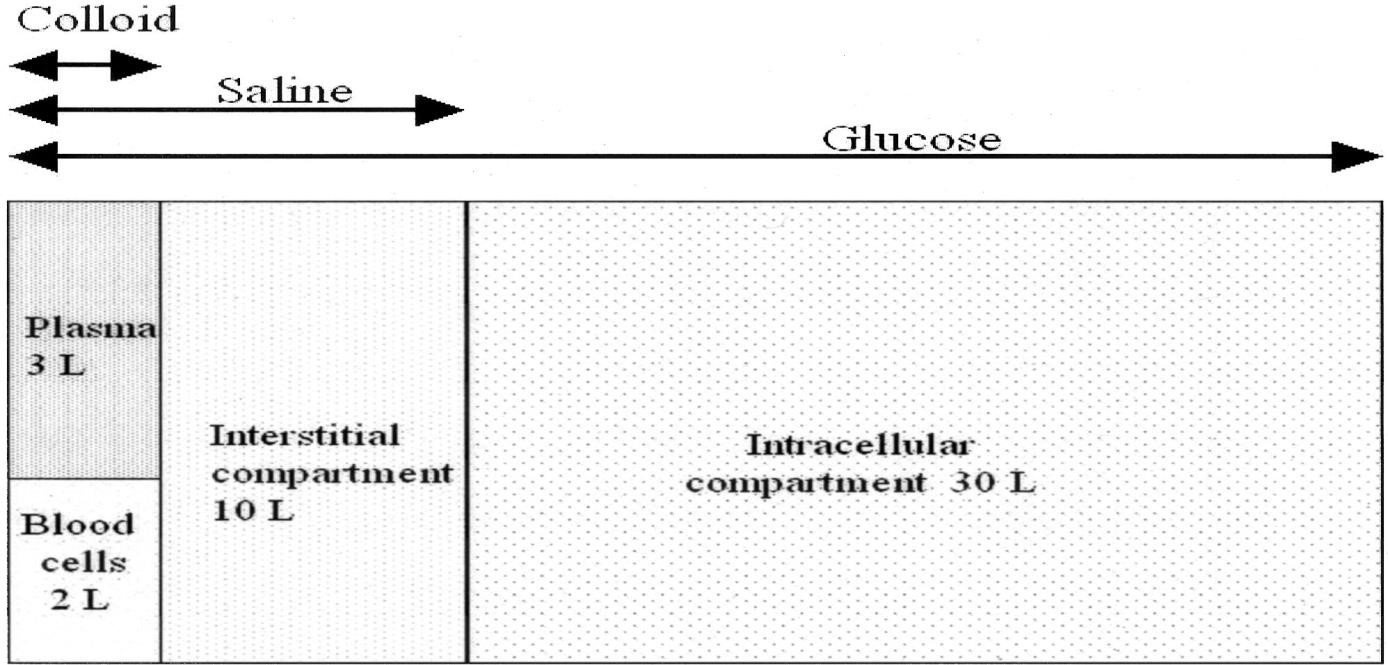 Colloid
Saline
Glucose
Plasma
3 L
Blood
cells
2 L
Interstitial
compartment
10 L
Intracellular
compartment 30 L